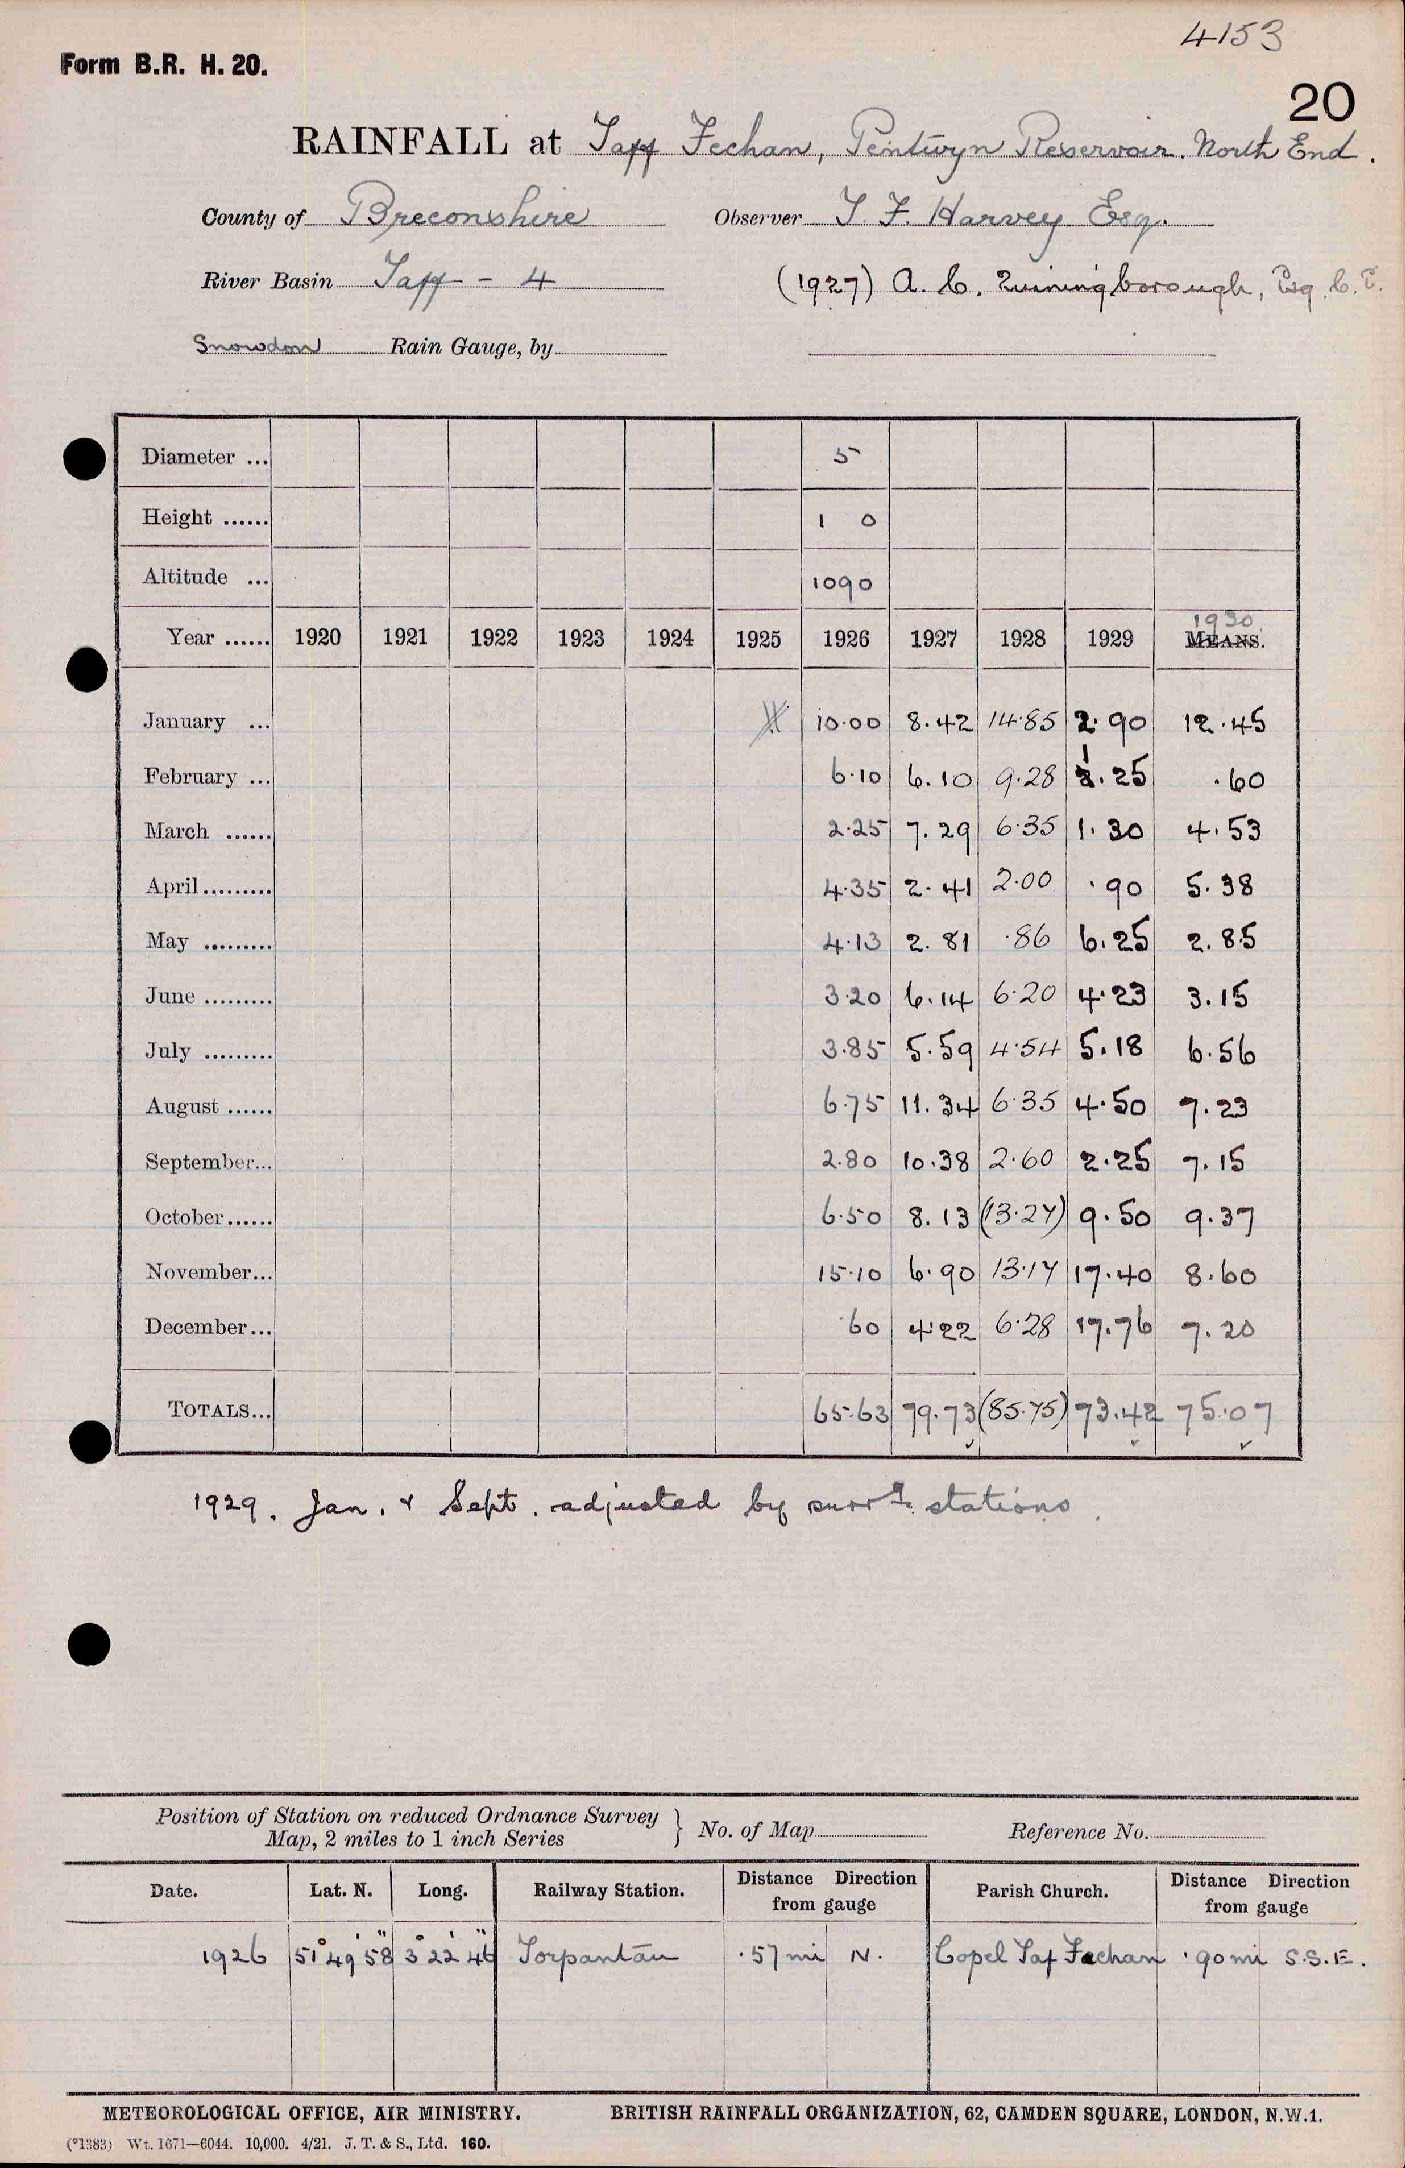 4153
Form B.R. H. 20.
20
RAINFALL at Taff Fechan, Pentwyn Reservoir. North End.
County of Breconshire Observer T. F. Harvey Esq.
River Basin Taff - 4 (1927) A. C. borough, Esq. C.E.
Snowdon Rain Gauge, by
Diameter ... 5
Height ...... 1 0
Altitude ... 1090
1930.
Year ...... 1920 1921 1922 1923 1924 1925 1926 1927 1928 1929 MEANS.
January ... 10.00 8.42 14.85 2.90 12.45
February ... 6.10 6.10 9.28 1.25 .60
March ...... 2.25 7.29 6.35 1.30 4.53
April ......... 4.35 2.41 2.00 .90 5.38
May ......... 4.13 2.81 .86 6.25 2.85
June ......... 3.20 6.14 6.20 4.23 3.15
July ......... 3.85 5.59 4.54 5.18 6.56
August ...... 6.75 11.34 6.35 4.50 7.23
September... 2.80 10.38 2.60 2.25 7.15
October...... 6.50 8.13 (13.27) 9.50 9.37
November... 15.10 6.90 13.17 17.40 8.60
December... .60 4.22 6.28 17.76 7.20
TOTALS... 65.63 79.73 (85.75) 73.42 75.07
1929. Jan. & Sept. adjusted by surrg. stations.
Position of Station on reduced Ordnance Survey
Map, 2 miles to 1 inch Series } No. of Map Reference No.
Date. Lat. N. Long. Railway Station. Distance Direction from gauge Parish Church. Distance Direction from gauge
1926 51° 49' 58" 3° 22' 46" Torpantau .57 mi N. Capel Taf Fechan .90 mi S.S.E.
METEOROLOGICAL OFFICE, AIR MINISTRY. BRITISH RAINFALL ORGANIZATION, 62, CAMDEN SQUARE, LONDON, N.W.1.
(*1383) Wt. 1671—6044. 10,000. 4/21. J. T. & S., Ltd. 160.